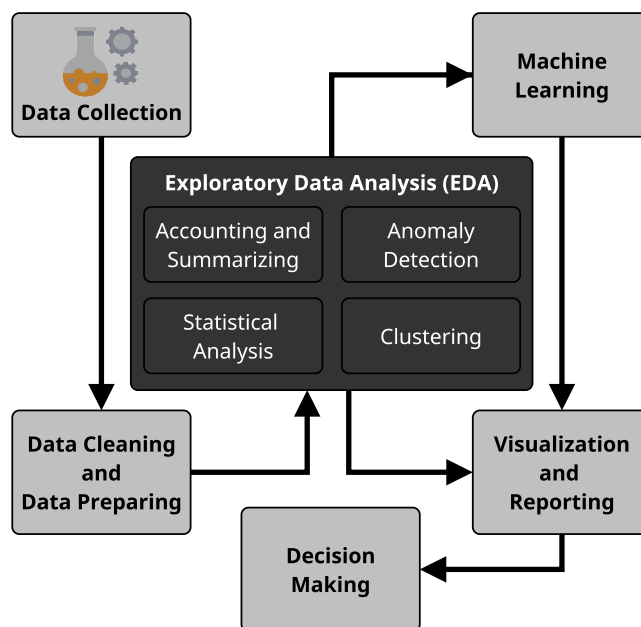 Data Collection
Machine
Learning
Exploratory Data Analysis (EDA)
Accounting and
Summarizing
Anomaly
Detection
Statistical
Analysis
Clustering
Data Cleaning
and
Data Preparing
Visualization
and
Reporting
Decision
Making